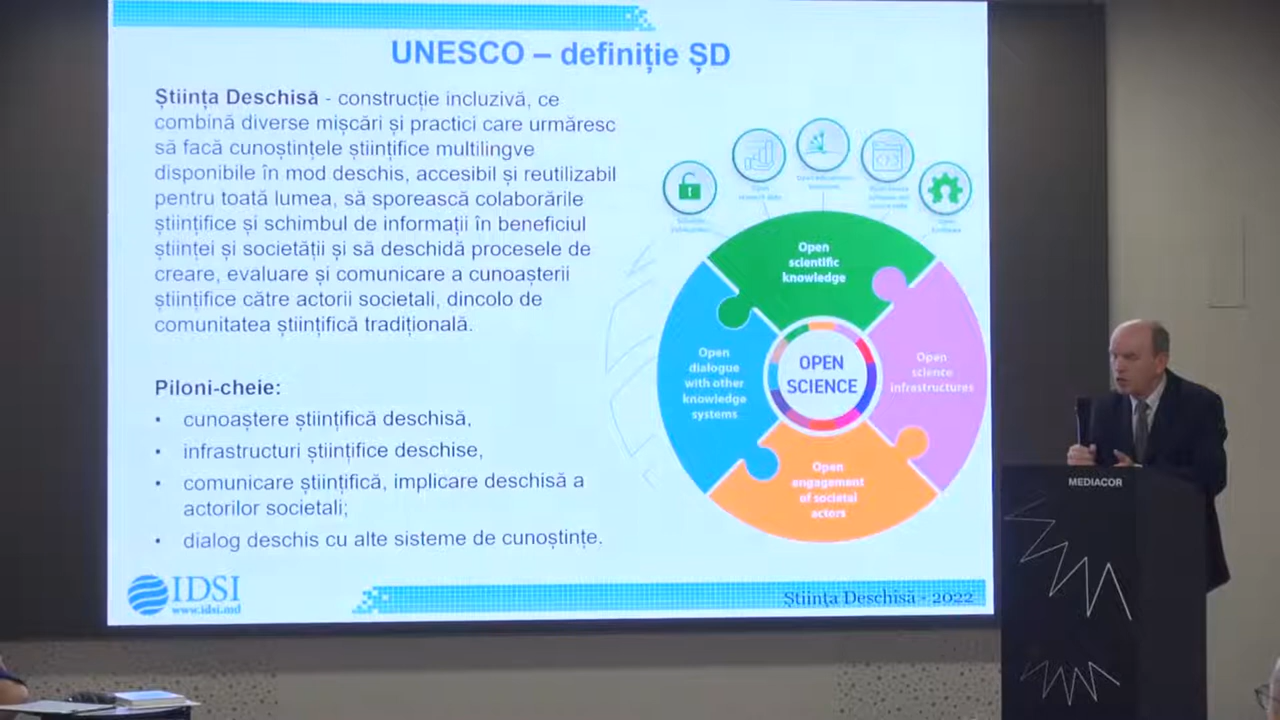 UNESCO – definiție ȘD
Știința Deschisă - construcție incluzivă, ce
combină diverse mișcări și practici care urmăresc
să facă cunoștințele științifice multilingve
disponibile în mod deschis, accesibil și reutilizabil
pentru toată lumea, să sporească colaborările
științifice și schimbul de informații în beneficiul
științei și societății și să deschidă procesele de
creare, evaluare și comunicare a cunoașterii
științifice către actorii societali, dincolo de
comunitatea științifică tradițională.
Piloni-cheie:
• cunoaștere științifică deschisă,
• infrastructuri științifice deschise,
• comunicare științifică, implicare deschisă a
actorilor societali;
• dialog deschis cu alte sisteme de cunoștințe.
Open
scientific
knowledge
Open
dialogue
with other
knowledge
systems
OPEN
SCIENCE
Open
science
infrastructures
Open
engagement
of societal
actors
IDSI
www.idsi.md
Știința Deschisă - 2022
MEDIACOR